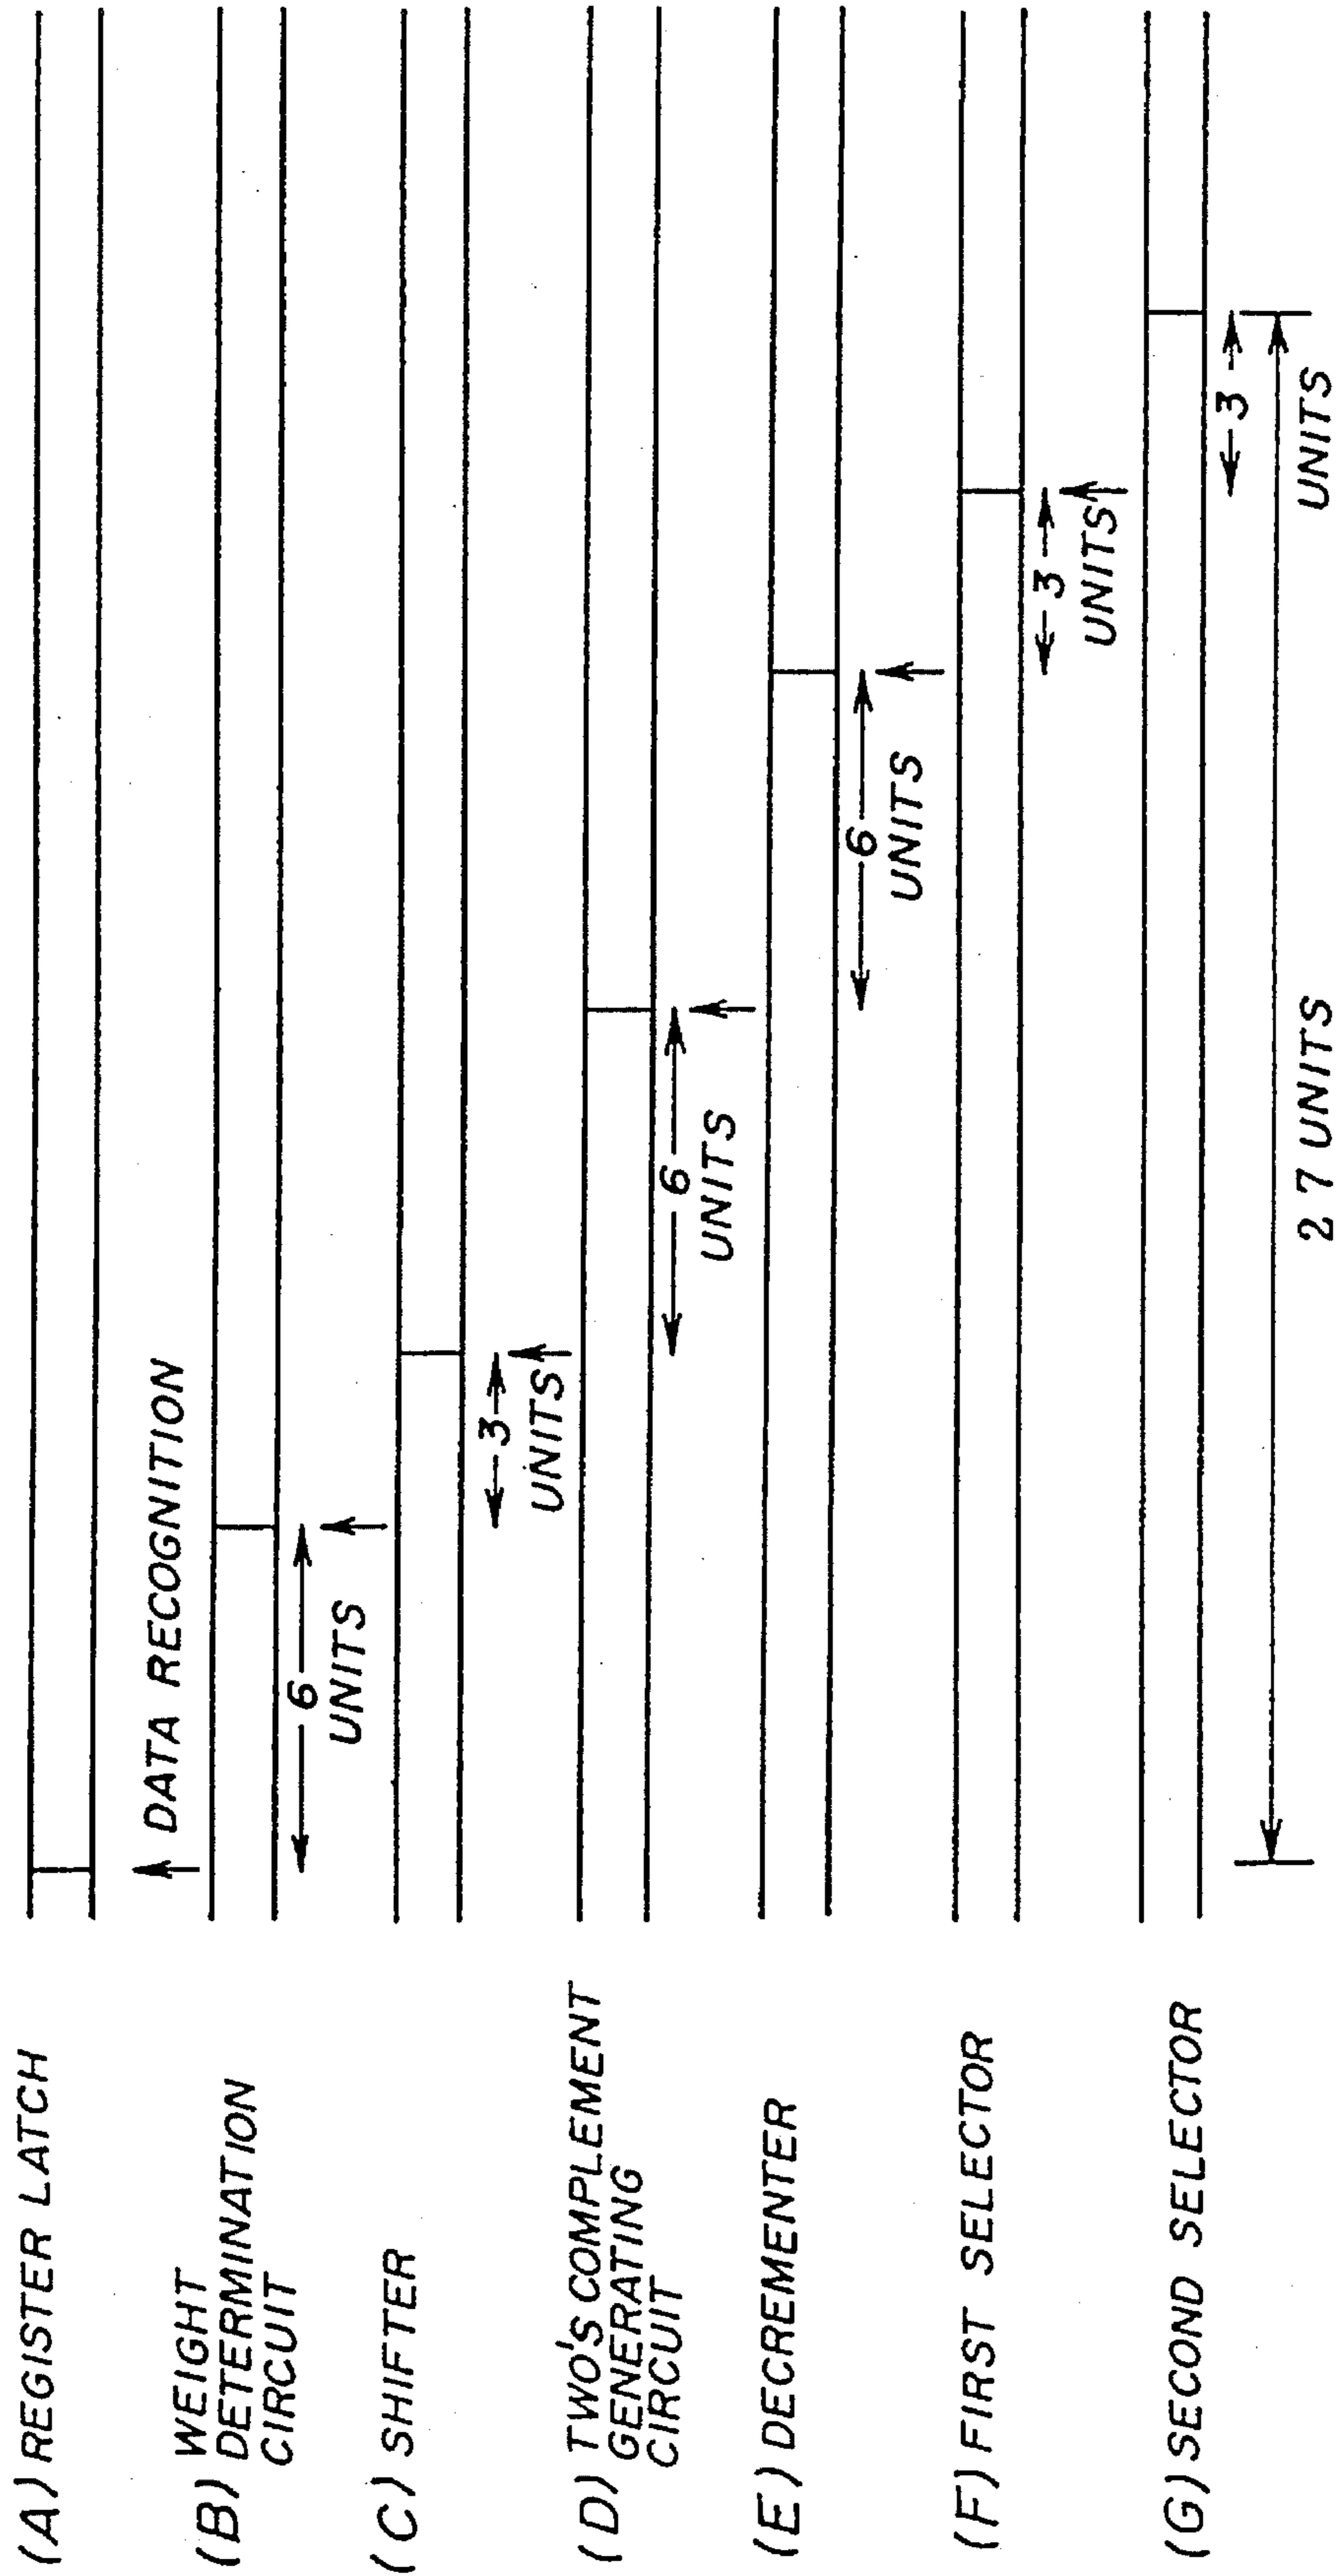 (A) REGISTER LATCH
DATA RECOGNITION
(B) WEIGHT
DETERMINATION
CIRCUIT
6
UNITS
(C) SHIFTER
3
UNITS
(D) TWO'S COMPLEMENT
GENERATING
CIRCUIT
6
UNITS
(E) DECREMENTER
6
UNITS
(F) FIRST SELECTOR
3
UNITS
(G) SECOND SELECTOR
3
UNITS
27 UNITS